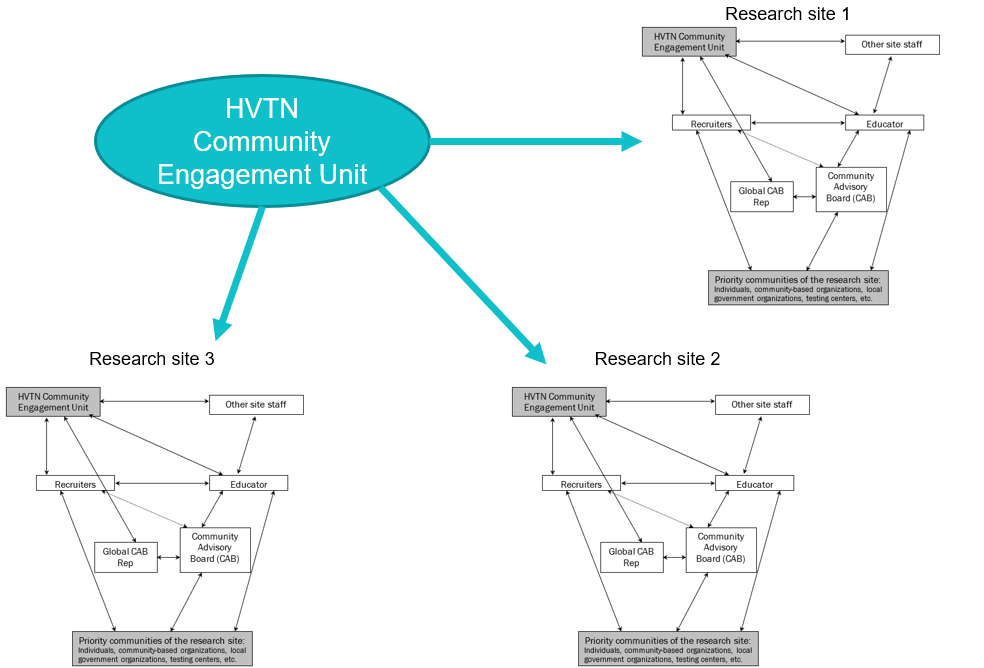 Research site 1
HVTN Community
Engagement Unit
Other site staff
Recruiters
Educator
Global CAB
Rep
Community
Advisory
Board (CAB)
Priority communities of the research site:
Individuals, community-based organizations, local
government organizations, testing centers, etc.
HVTN
Community
Engagement Unit
Research site 3
HVTN Community
Engagement Unit
Other site staff
Recruiters
Educator
Global CAB
Rep
Community
Advisory
Board (CAB)
Priority communities of the research site:
Individuals, community-based organizations, local
government organizations, testing centers, etc.
Research site 2
HVTN Community
Engagement Unit
Other site staff
Recruiters
Educator
Global CAB
Rep
Community
Advisory
Board (CAB)
Priority communities of the research site:
Individuals, community-based organizations, local
government organizations, testing centers, etc.